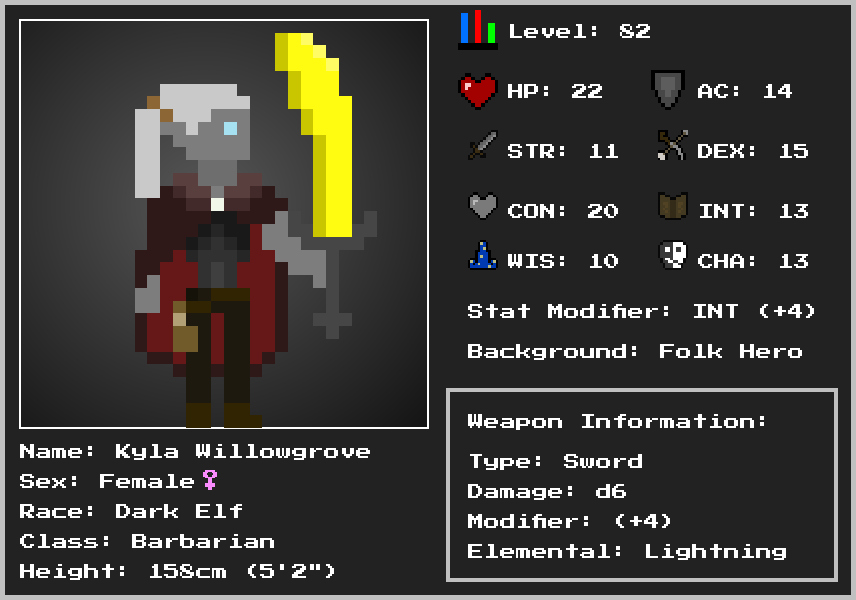 Level: 82
HP: 22
AC: 14
STR: 11
DEX: 15
CON: 20
INT: 13
WIS: 10
CHA: 13
Stat Modifier: INT (+4)
Background: Folk Hero
Weapon Information:
Type: Sword
Damage: d6
Modifier: (+4)
Elemental: Lightning
Name: Kyla Willowgrove
Sex: Female♀
Race: Dark Elf
Class: Barbarian
Height: 158cm (5'2")